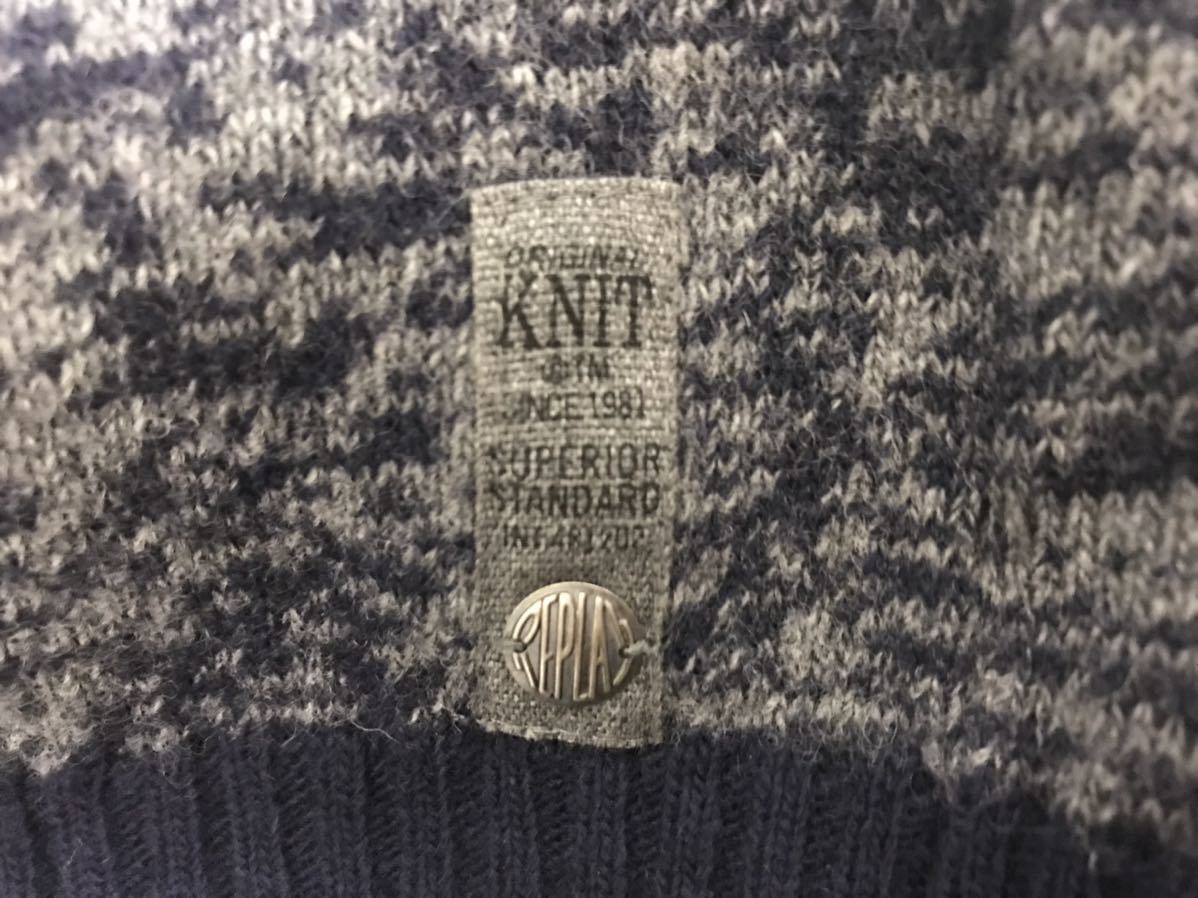 ORIGINAL
KNIT
SINCE 1981
SUPERIOR
STANDARD
REPLAY